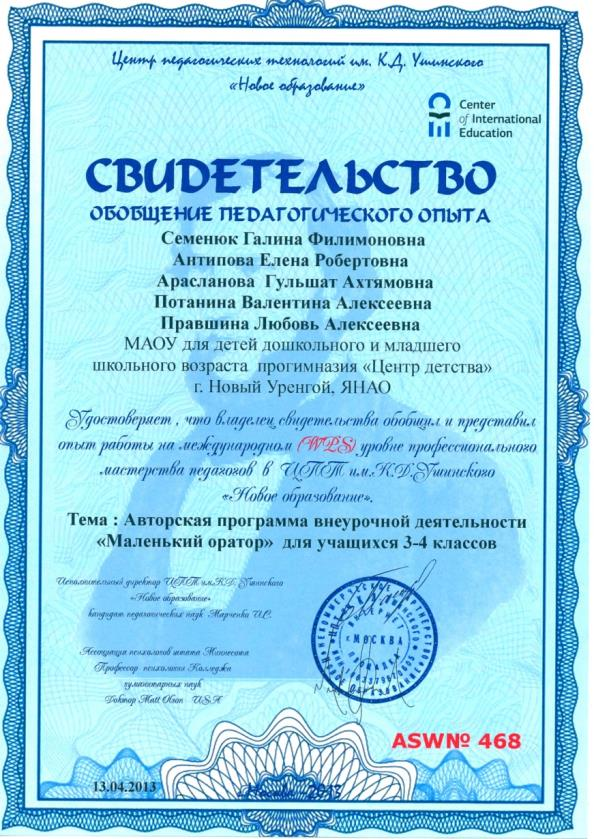 Центр педагогических технологий им. К.Д. Ушинского
«Новое образование»
Center
of International
Education
СВИДЕТЕЛЬСТВО
ОБОБЩЕНИЕ ПЕДАГОГИЧЕСКОГО ОПЫТА
Семенюк Галина Филимоновна
Антипова Елена Робертовна
Арасланова Гульшат Ахтямовна
Потанина Валентина Алексеевна
Правшина Любовь Алексеевна
МАОУ для детей дошкольного и младшего
школьного возраста прогимназия «Центр детства»
г. Новый Уренгой, ЯНАО
Удостоверяет , что владелец свидетельства обобщил и представил
опыт работы на международном (WPS) уровне профессионального
мастерства педагогов в ЦПТ им.К.Д.Ушинского
«Новое образование».
Тема : Авторская программа внеурочной деятельности
«Маленький оратор» для учащихся 3-4 классов
Исполнительный директор ЦПТ им.К.Д. Ушинского
«Новое образование»
кандидат педагогических наук Марченко
Ассоциация психологов штата Миннесота
Профессор психологии Колледжа
гуманитарных наук
Доктор Matt Olson USA
НЕКОММЕРЧЕСКОЕ ПАРТНЕРСТВО
г. МОСКВА
ASW№ 468
13.04.2013
Москва 2013